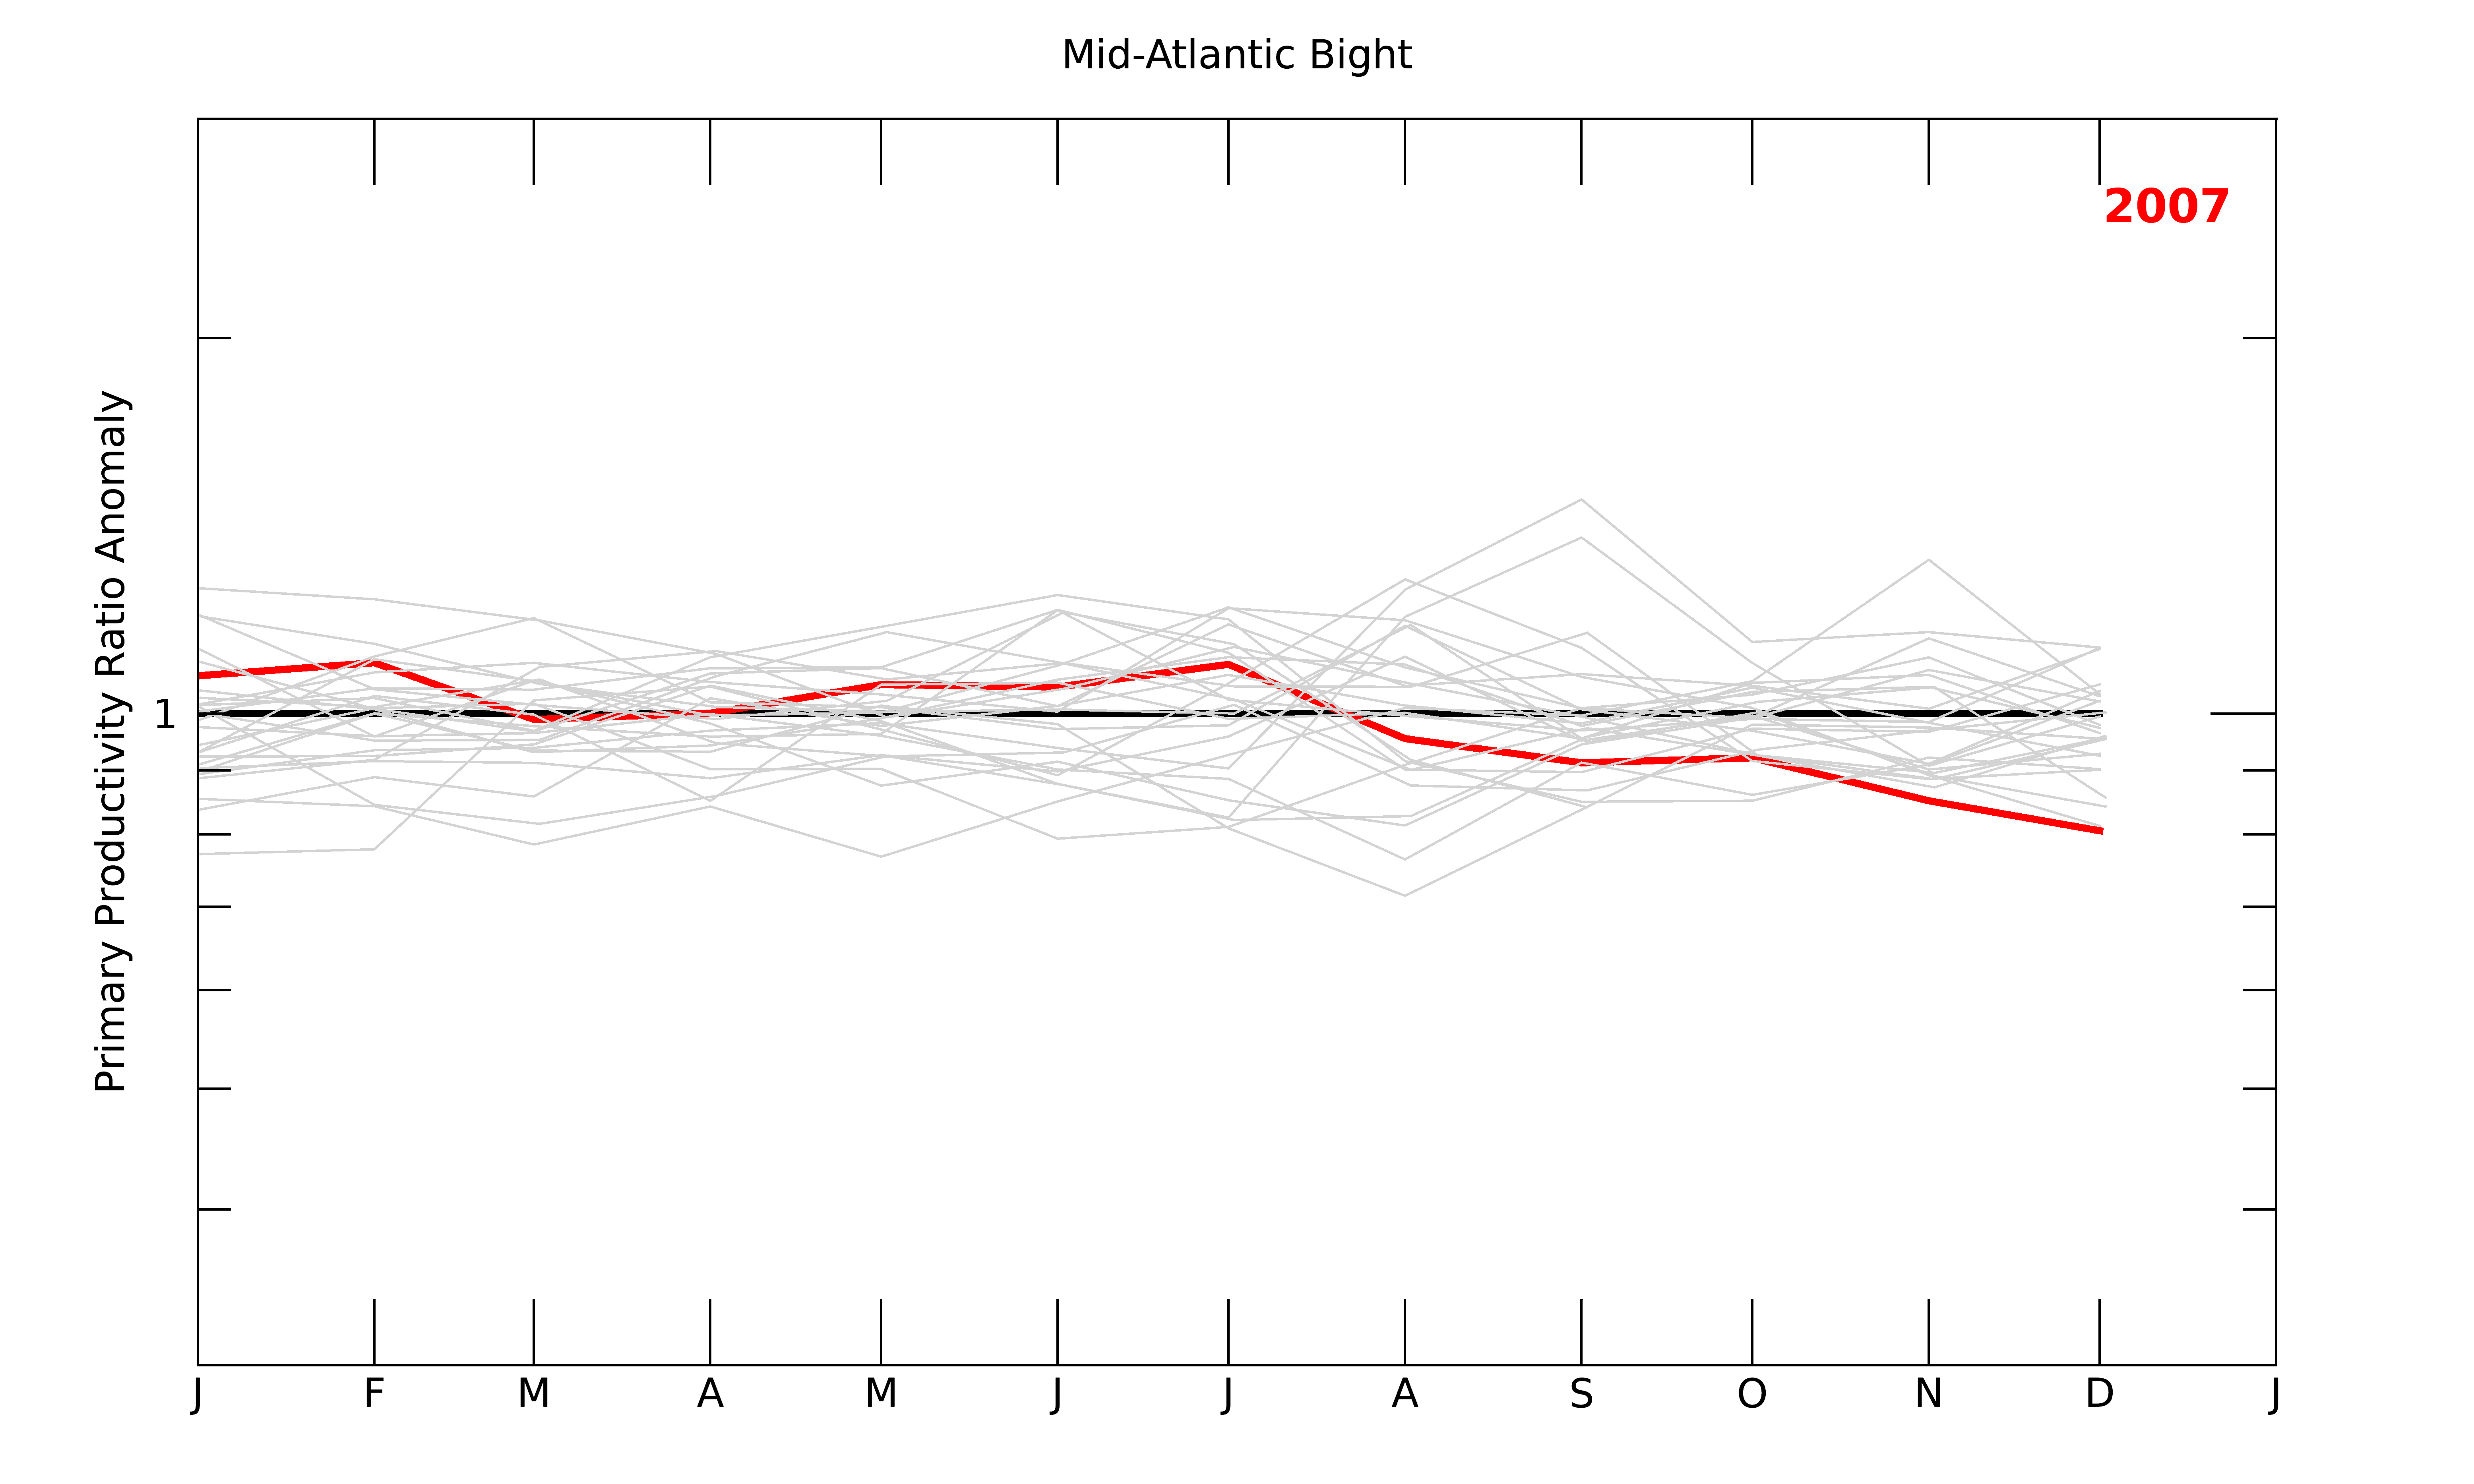 Mid-Atlantic Bight
2007
Primary Productivity Ratio Anomaly
1
J F M A M J J A S O N D J